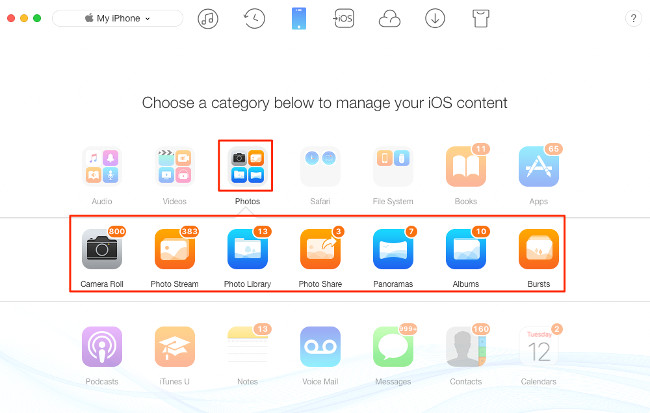 My iPhone
?
Choose a category below to manage your iOS content
11
65
Audio Videos Photos Safari File System Books Apps
800 383 13 3 7 10
Camera Roll Photo Stream Photo Library Photo Share Panoramas Albums Bursts
13 999+ 160 2
Tuesday
12
Podcasts iTunes U Notes Voice Mail Messages Contacts Calendars